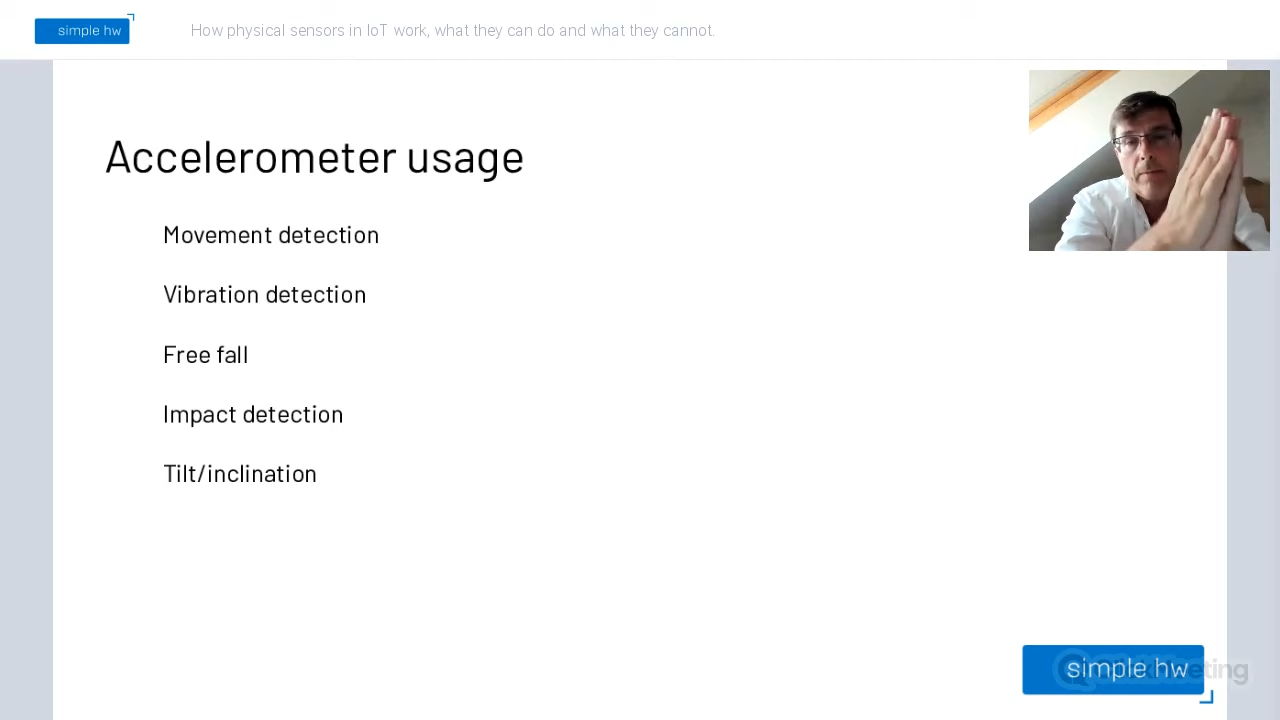 simple hw
How physical sensors in IoT work, what they can do and what they cannot.
Accelerometer usage
Movement detection
Vibration detection
Free fall
Impact detection
Tilt/inclination
simple hw